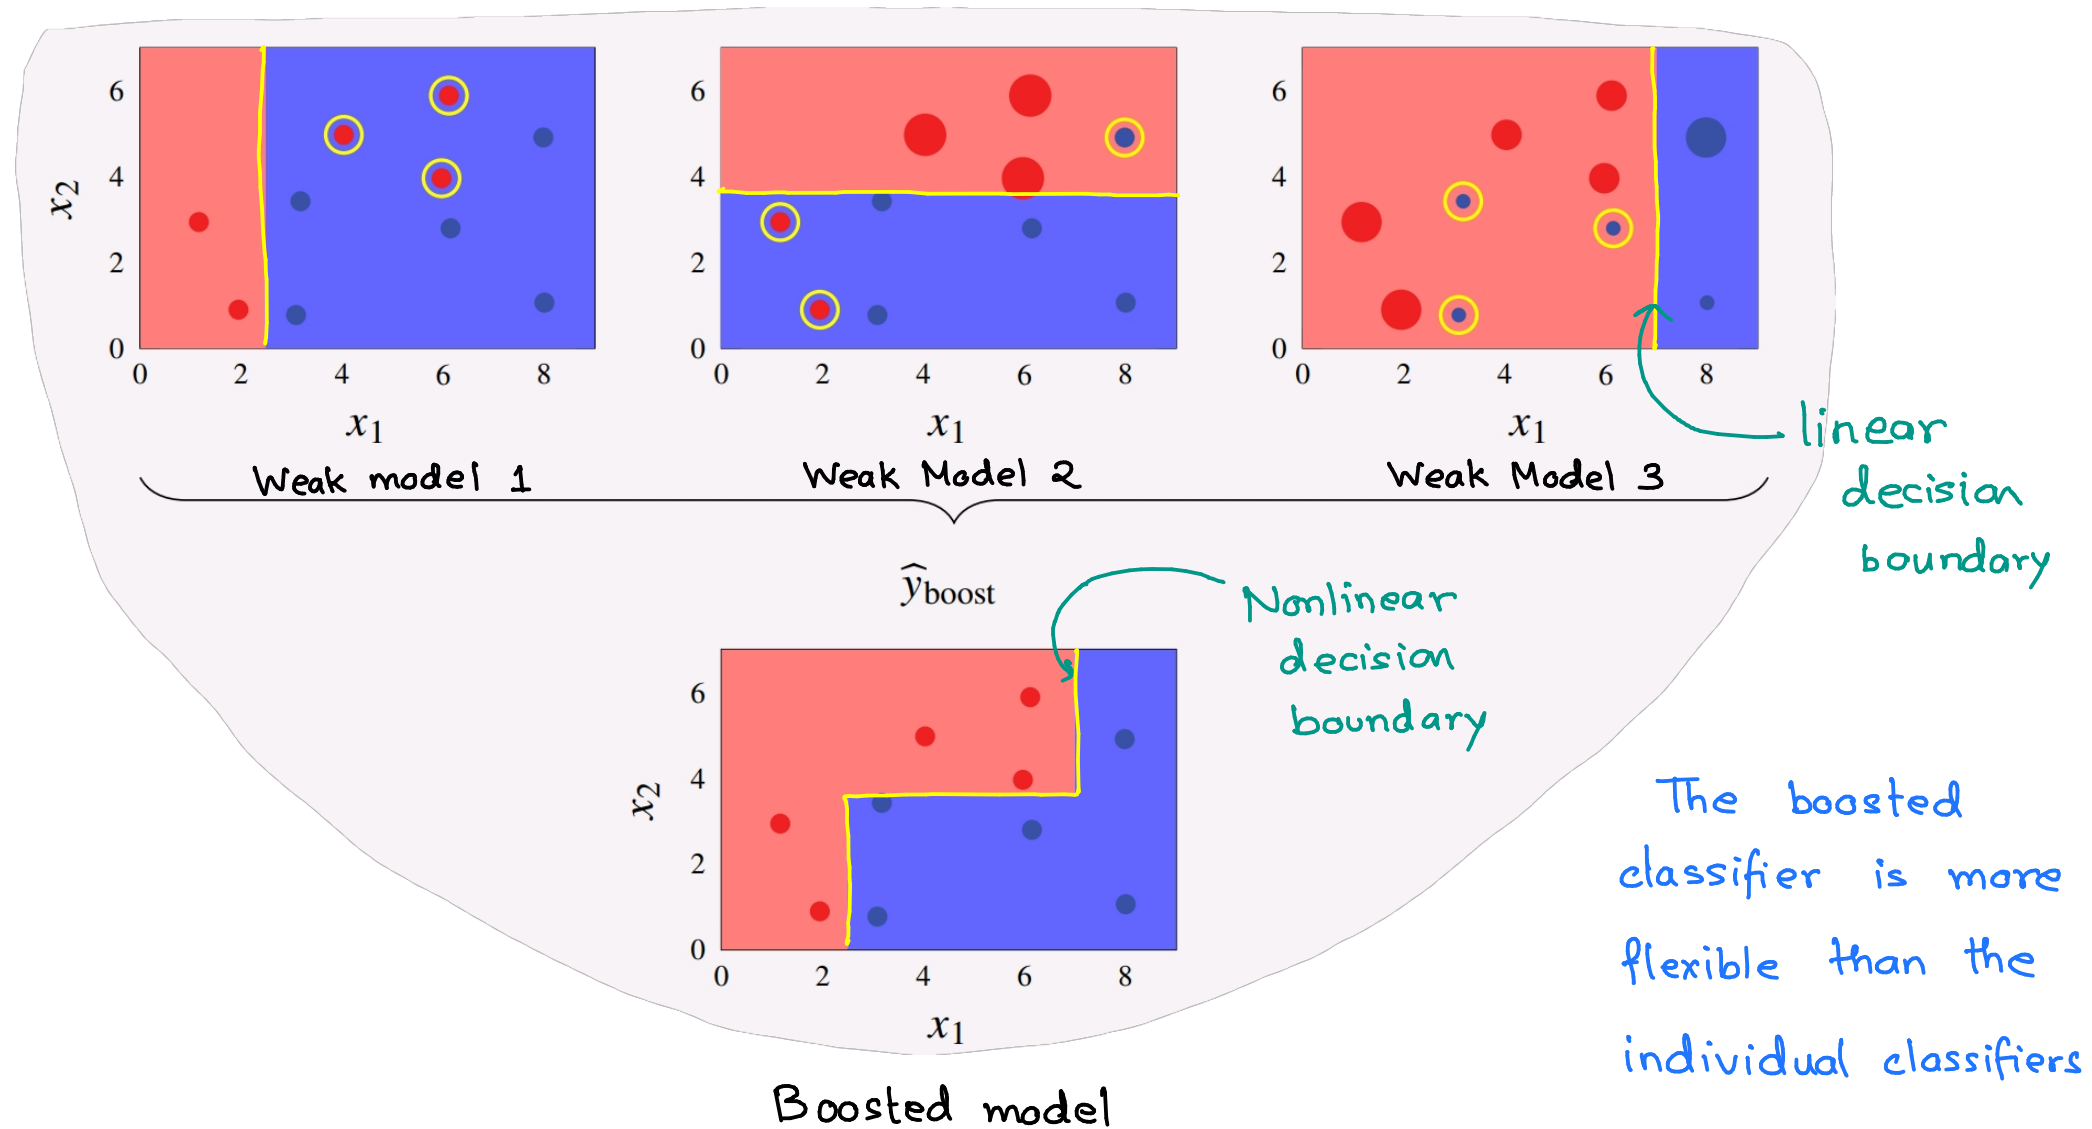 6 4 2 0
x2
0 2 4 6 8
x1
Weak model 1
6 4 2 0
0 2 4 6 8
x1
Weak Model 2
6 4 2 0
0 2 4 6 8
x1
Weak Model 3
linear
decision
boundary
ŷboost
Nonlinear
decision
boundary
6 4 2 0
x2
0 2 4 6 8
x1
Boosted model
The boosted
classifier is more
flexible than the
individual classifiers